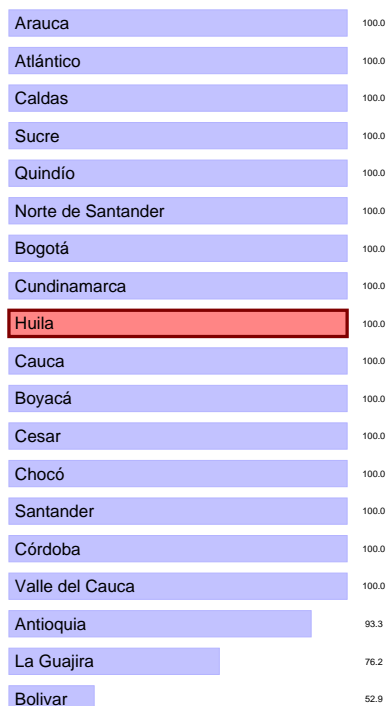 Arauca 100.0
Atlántico 100.0
Caldas 100.0
Sucre 100.0
Quindío 100.0
Norte de Santander 100.0
Bogotá 100.0
Cundinamarca 100.0
Huila 100.0
Cauca 100.0
Boyacá 100.0
Cesar 100.0
Chocó 100.0
Santander 100.0
Córdoba 100.0
Valle del Cauca 100.0
Antioquia 93.3
La Guajira 76.2
Bolivar 52.9